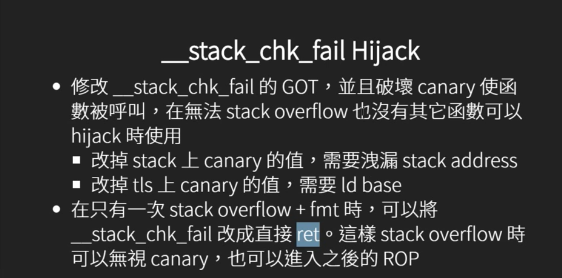 __stack_chk_fail Hijack
修改 __stack_chk_fail 的 GOT，並且破壞 canary 使函
數被呼叫，在無法 stack overflow 也沒有其它函數可以
hijack 時使用
改掉 stack 上 canary 的值，需要洩漏 stack address
改掉 tls 上 canary 的值，需要 ld base
在只有一次 stack overflow + fmt 時，可以將
__stack_chk_fail 改成直接 ret。這樣 stack overflow 時
可以無視 canary，也可以進入之後的 ROP